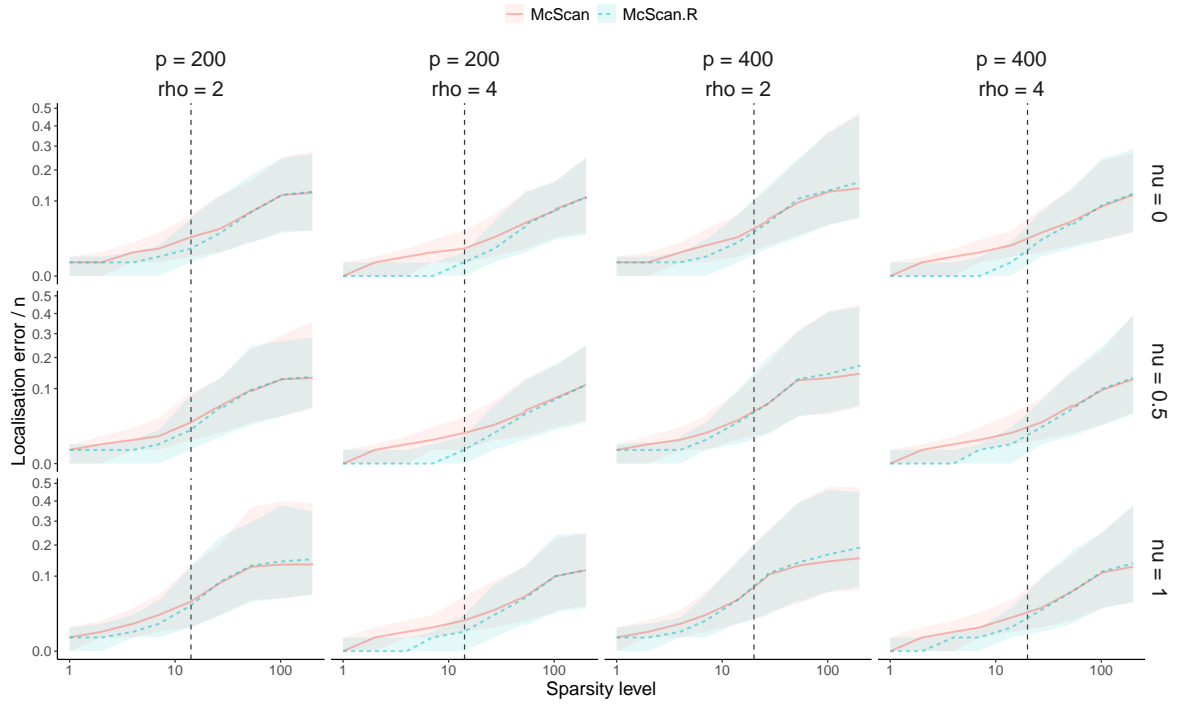 McScan McScan.R
p = 200 p = 200 p = 400 p = 400
rho = 2 rho = 4 rho = 2 rho = 4
0.5
0.4
0.3
0.2
0.1
0.0
nu = 0
0.5
0.4
0.3
0.2
0.1
0.0
nu = 0.5
0.5
0.4
0.3
0.2
0.1
0.0
nu = 1
Localisation error / n
1 10 100 1 10 100 1 10 100 1 10 100
Sparsity level